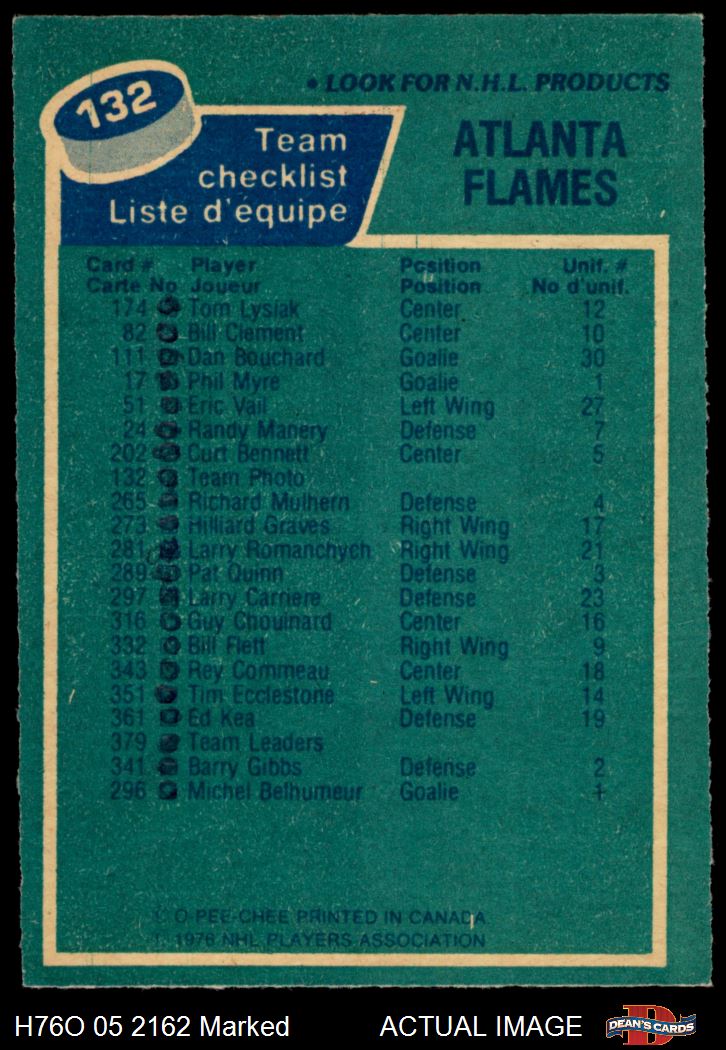 132
• LOOK FOR N.H.L. PRODUCTS
Team
checklist
Liste d'équipe
ATLANTA
FLAMES
Card # Player Position Unif. #
Carte No Joueur Position No d'unif.
174 Tom Lysiak Center 12
82 Bill Clement Center 10
111 Dan Bouchard Goalie 30
17 Phil Myre Goalie 1
51 Eric Vail Left Wing 27
24 Randy Manery Defense 7
202 Curt Bennett Center 5
132 Team Photo
265 Richard Mulhern Defense 4
273 Hilliard Graves Right Wing 17
281 Larry Romanchych Right Wing 21
289 Pat Quinn Defense 3
297 Larry Carriere Defense 23
316 Guy Chouinard Center 16
332 Bill Flett Right Wing 9
343 Rey Commeau Center 18
351 Tim Ecclestone Left Wing 14
361 Ed Kea Defense 19
379 Team Leaders
341 Barry Gibbs Defense 2
296 Michel Belhumeur Goalie 1
© O-PEE-CHEE PRINTED IN CANADA
1976 NHL PLAYERS ASSOCIATION
H76O 05 2162 Marked
ACTUAL IMAGE
DEAN'S CARDS